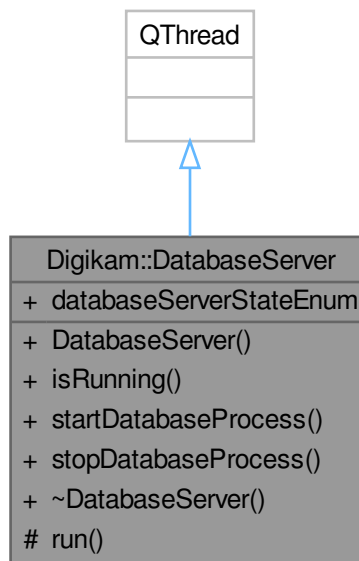 QThread
Digikam::DatabaseServer
+ databaseServerStateEnum
+ DatabaseServer()
+ isRunning()
+ startDatabaseProcess()
+ stopDatabaseProcess()
+ ~DatabaseServer()
# run()